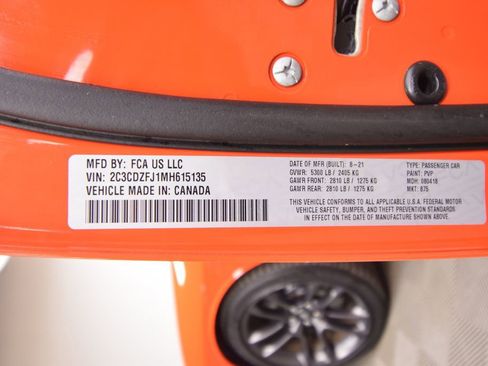 MFD BY: FCA US LLC
VIN: 2C3CDZFJ1MH615135
VEHICLE MADE IN: CANADA
DATE OF MFR (BUILT): 8-21
GVWR: 5300 LB / 2405 KG
GAWR FRONT: 2810 LB / 1275 KG
GAWR REAR: 2810 LB / 1275 KG
TYPE: PASSENGER CAR
PAINT: PVP
MDH: 080418
MKT: 875
THIS VEHICLE CONFORMS TO ALL APPLICABLE U.S.A. FEDERAL MOTOR
VEHICLE SAFETY, BUMPER, AND THEFT PREVENTION STANDARDS
IN EFFECT ON THE DATE OF MANUFACTURE SHOWN ABOVE.